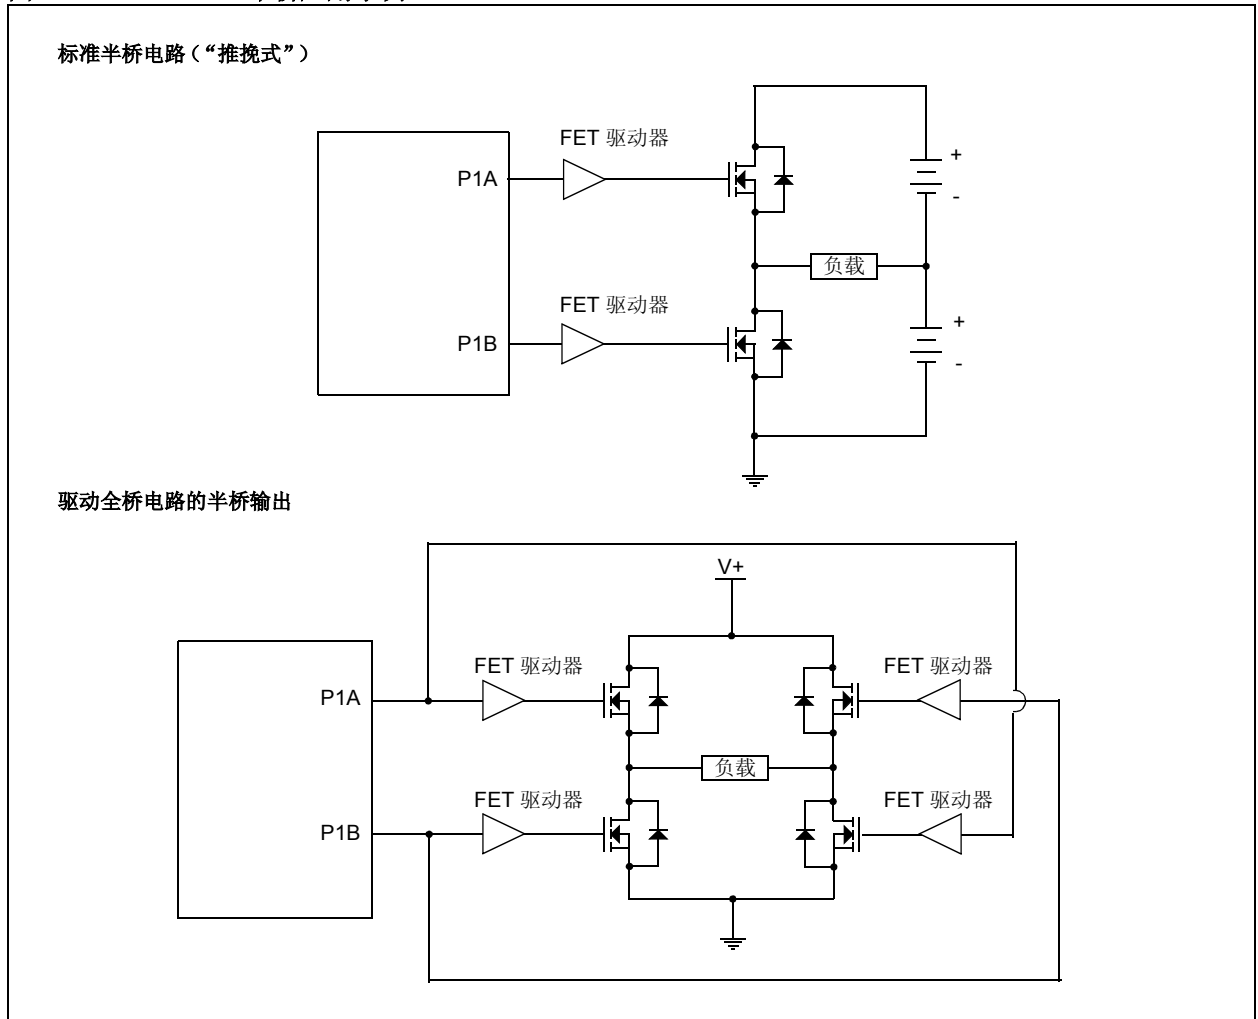 标准半桥电路（“推挽式”）
FET 驱动器
P1A
+
-
负载
FET 驱动器
P1B
+
-
驱动全桥电路的半桥输出
V+
FET 驱动器
FET 驱动器
P1A
负载
FET 驱动器
FET 驱动器
P1B